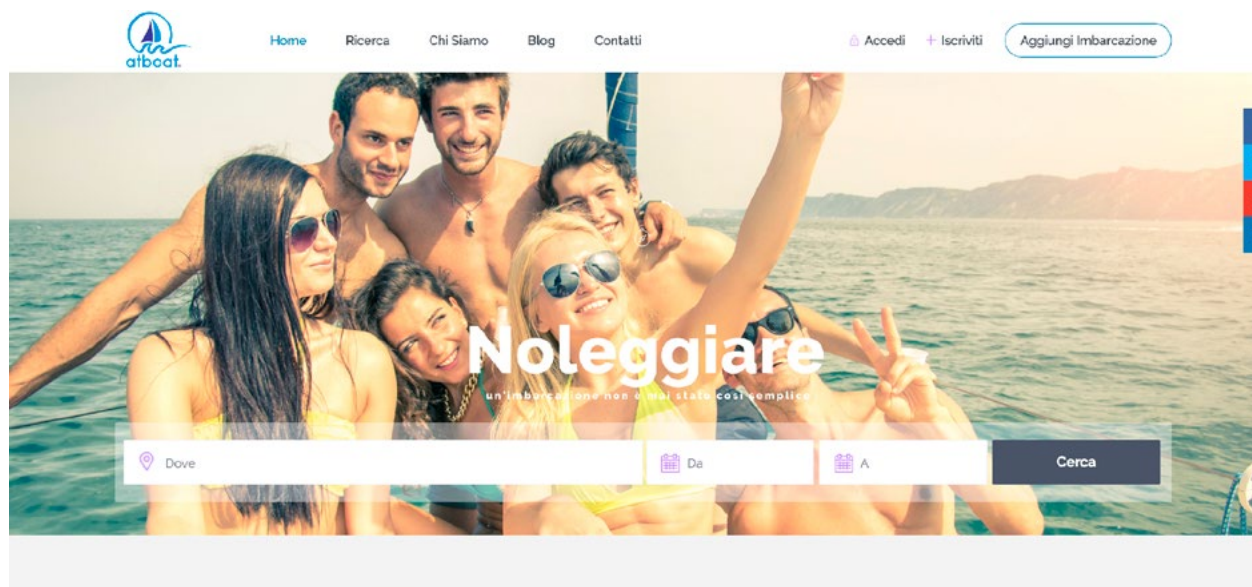 atboat.
Home Ricerca Chi Siamo Blog Contatti Accedi + Iscriviti Aggiungi Imbarcazione
Noleggiare
un'imbarcazione non è mai stato così semplice
Dove Da A Cerca